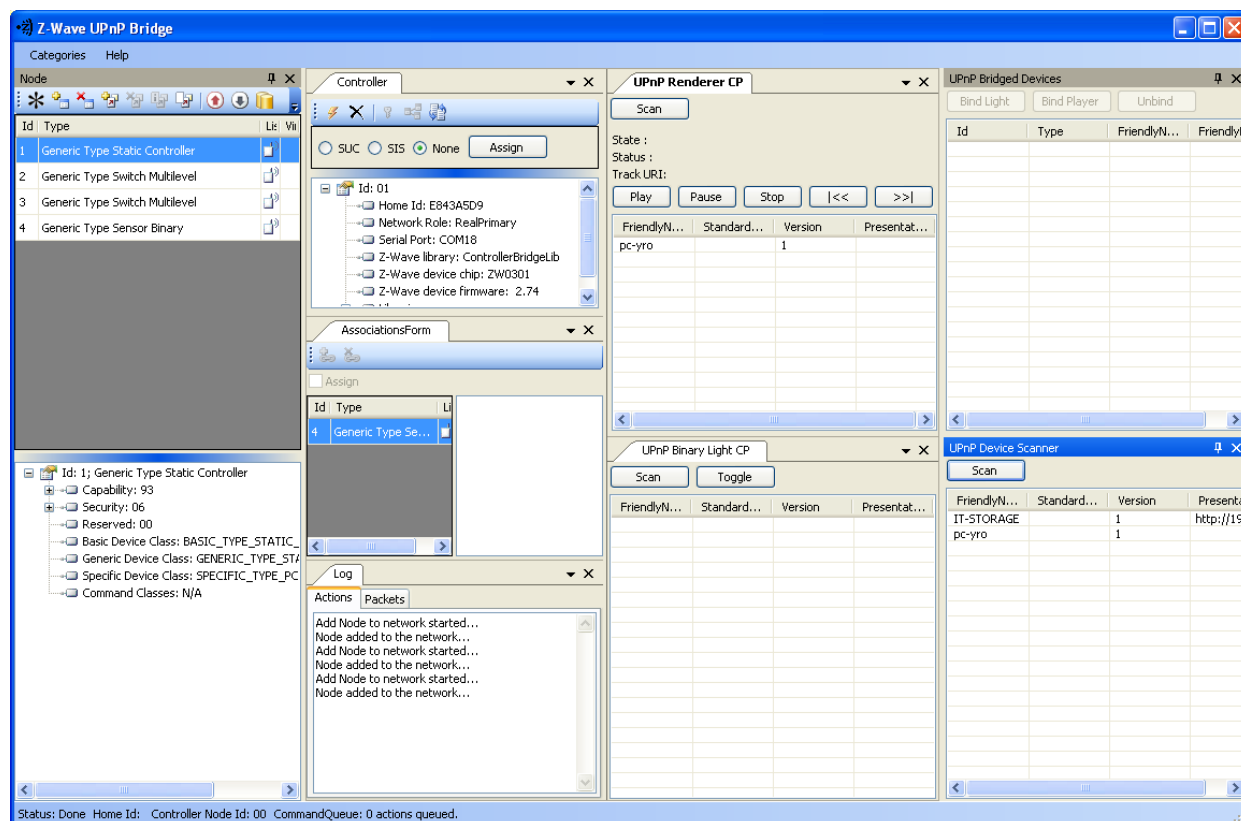 Z-Wave UPnP Bridge
Categories Help
Node
Id Type Lis Vi
1 Generic Type Static Controller
2 Generic Type Switch Multilevel
3 Generic Type Switch Multilevel
4 Generic Type Sensor Binary
Id: 1; Generic Type Static Controller
Capability: 93
Security: 06
Reserved: 00
Basic Device Class: BASIC_TYPE_STATIC_
Generic Device Class: GENERIC_TYPE_STA
Specific Device Class: SPECIFIC_TYPE_PC
Command Classes: N/A
Controller
SUC SIS None Assign
Id: 01
Home Id: E843A5D9
Network Role: RealPrimary
Serial Port: COM18
Z-Wave library: ControllerBridgeLib
Z-Wave device chip: ZW0301
Z-Wave device firmware: 2.74
AssociationsForm
Assign
Id Type Li
4 Generic Type Se...
Log
Actions Packets
Add Node to network started...
Node added to the network...
Add Node to network started...
Node added to the network...
Add Node to network started...
Node added to the network...
UPnP Renderer CP
Scan
State :
Status :
Track URI:
Play Pause Stop |<< >>|
FriendlyN... Standard... Version Presentat...
pc-yro 1
UPnP Binary Light CP
Scan Toggle
FriendlyN... Standard... Version Presentat...
UPnP Bridged Devices
Bind Light Bind Player Unbind
Id Type FriendlyN... Friendly
UPnP Device Scanner
Scan
FriendlyN... Standard... Version Presenta
IT-STORAGE 1 http://19
pc-yro 1
Status: Done Home Id: Controller Node Id: 00 CommandQueue: 0 actions queued.